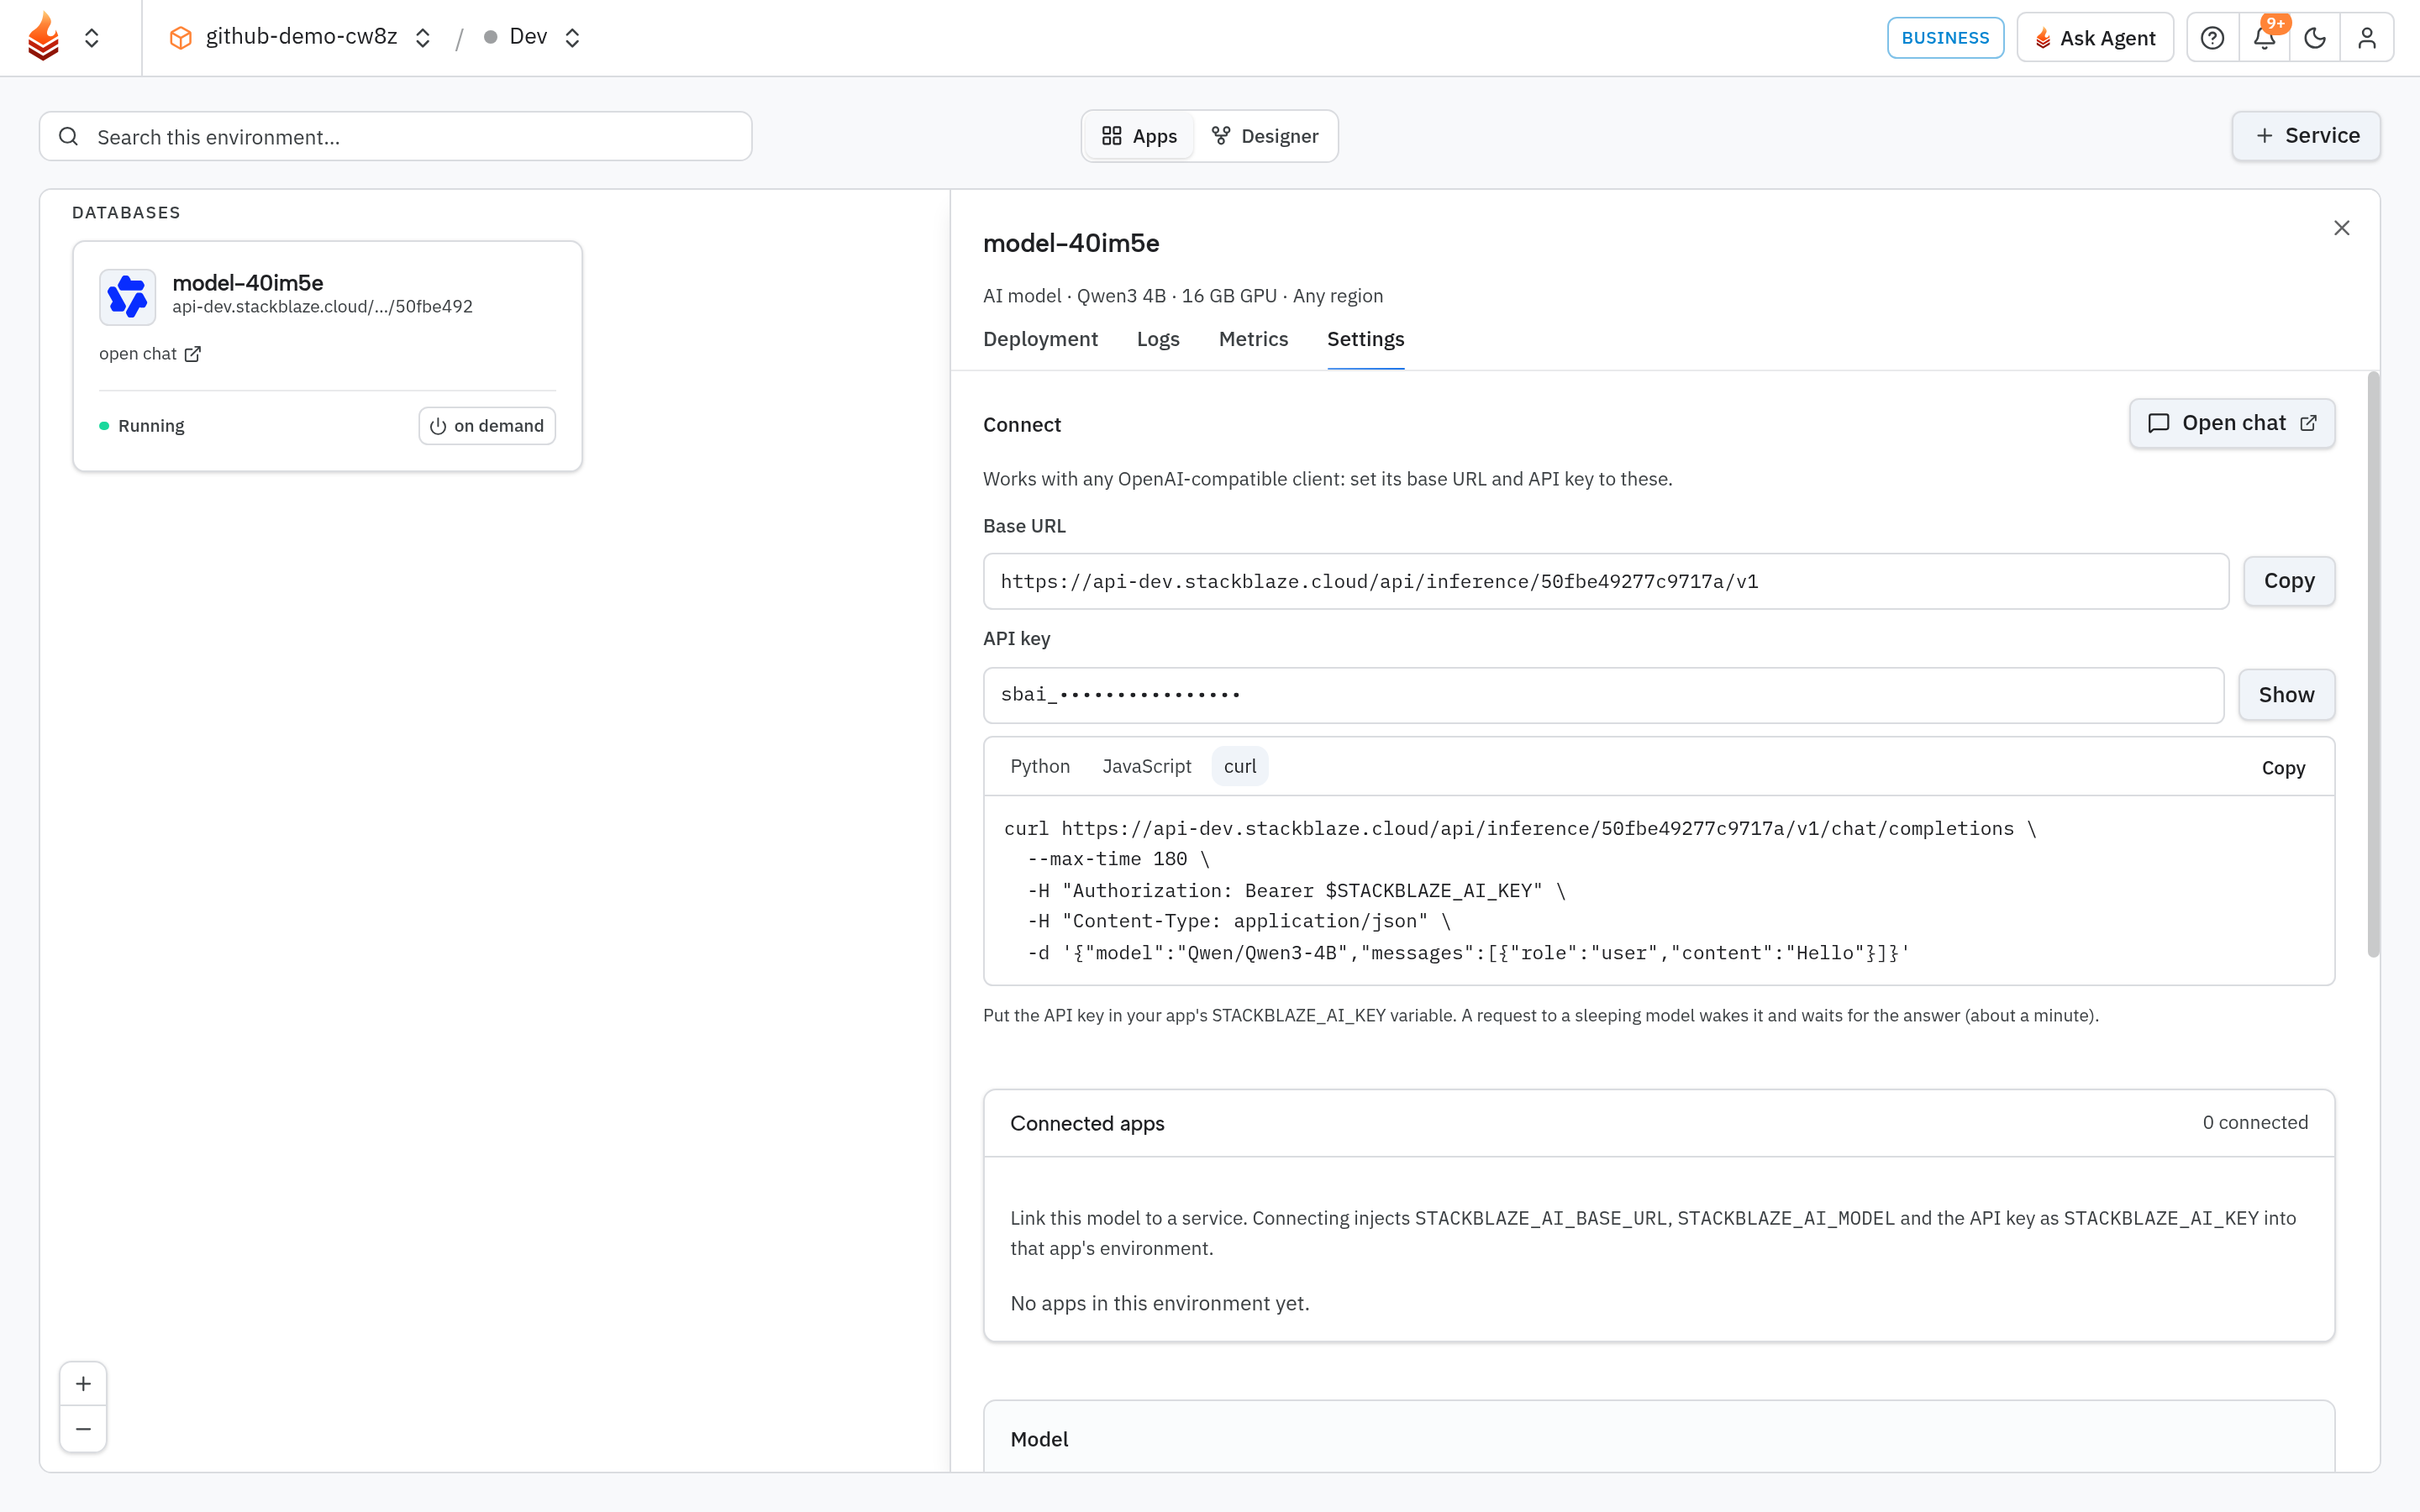 github-demo-cw8z / Dev
BUSINESS
Ask Agent
9+
Search this environment...
Apps
Designer
+ Service
DATABASES
model-40im5e
api-dev.stackblaze.cloud/.../50fbe492
open chat
Running
on demand
model-40im5e
AI model · Qwen3 4B · 16 GB GPU · Any region
Deployment
Logs
Metrics
Settings
Connect
Open chat
Works with any OpenAI-compatible client: set its base URL and API key to these.
Base URL
https://api-dev.stackblaze.cloud/api/inference/50fbe49277c9717a/v1
Copy
API key
sbai_••••••••••••••••
Show
Python
JavaScript
curl
Copy
curl https://api-dev.stackblaze.cloud/api/inference/50fbe49277c9717a/v1/chat/completions \
--max-time 180 \
-H "Authorization: Bearer $STACKBLAZE_AI_KEY" \
-H "Content-Type: application/json" \
-d '{"model":"Qwen/Qwen3-4B","messages":[{"role":"user","content":"Hello"}]}'
Put the API key in your app's STACKBLAZE_AI_KEY variable. A request to a sleeping model wakes it and waits for the answer (about a minute).
Connected apps
0 connected
Link this model to a service. Connecting injects STACKBLAZE_AI_BASE_URL, STACKBLAZE_AI_MODEL and the API key as STACKBLAZE_AI_KEY into
that app's environment.
No apps in this environment yet.
Model